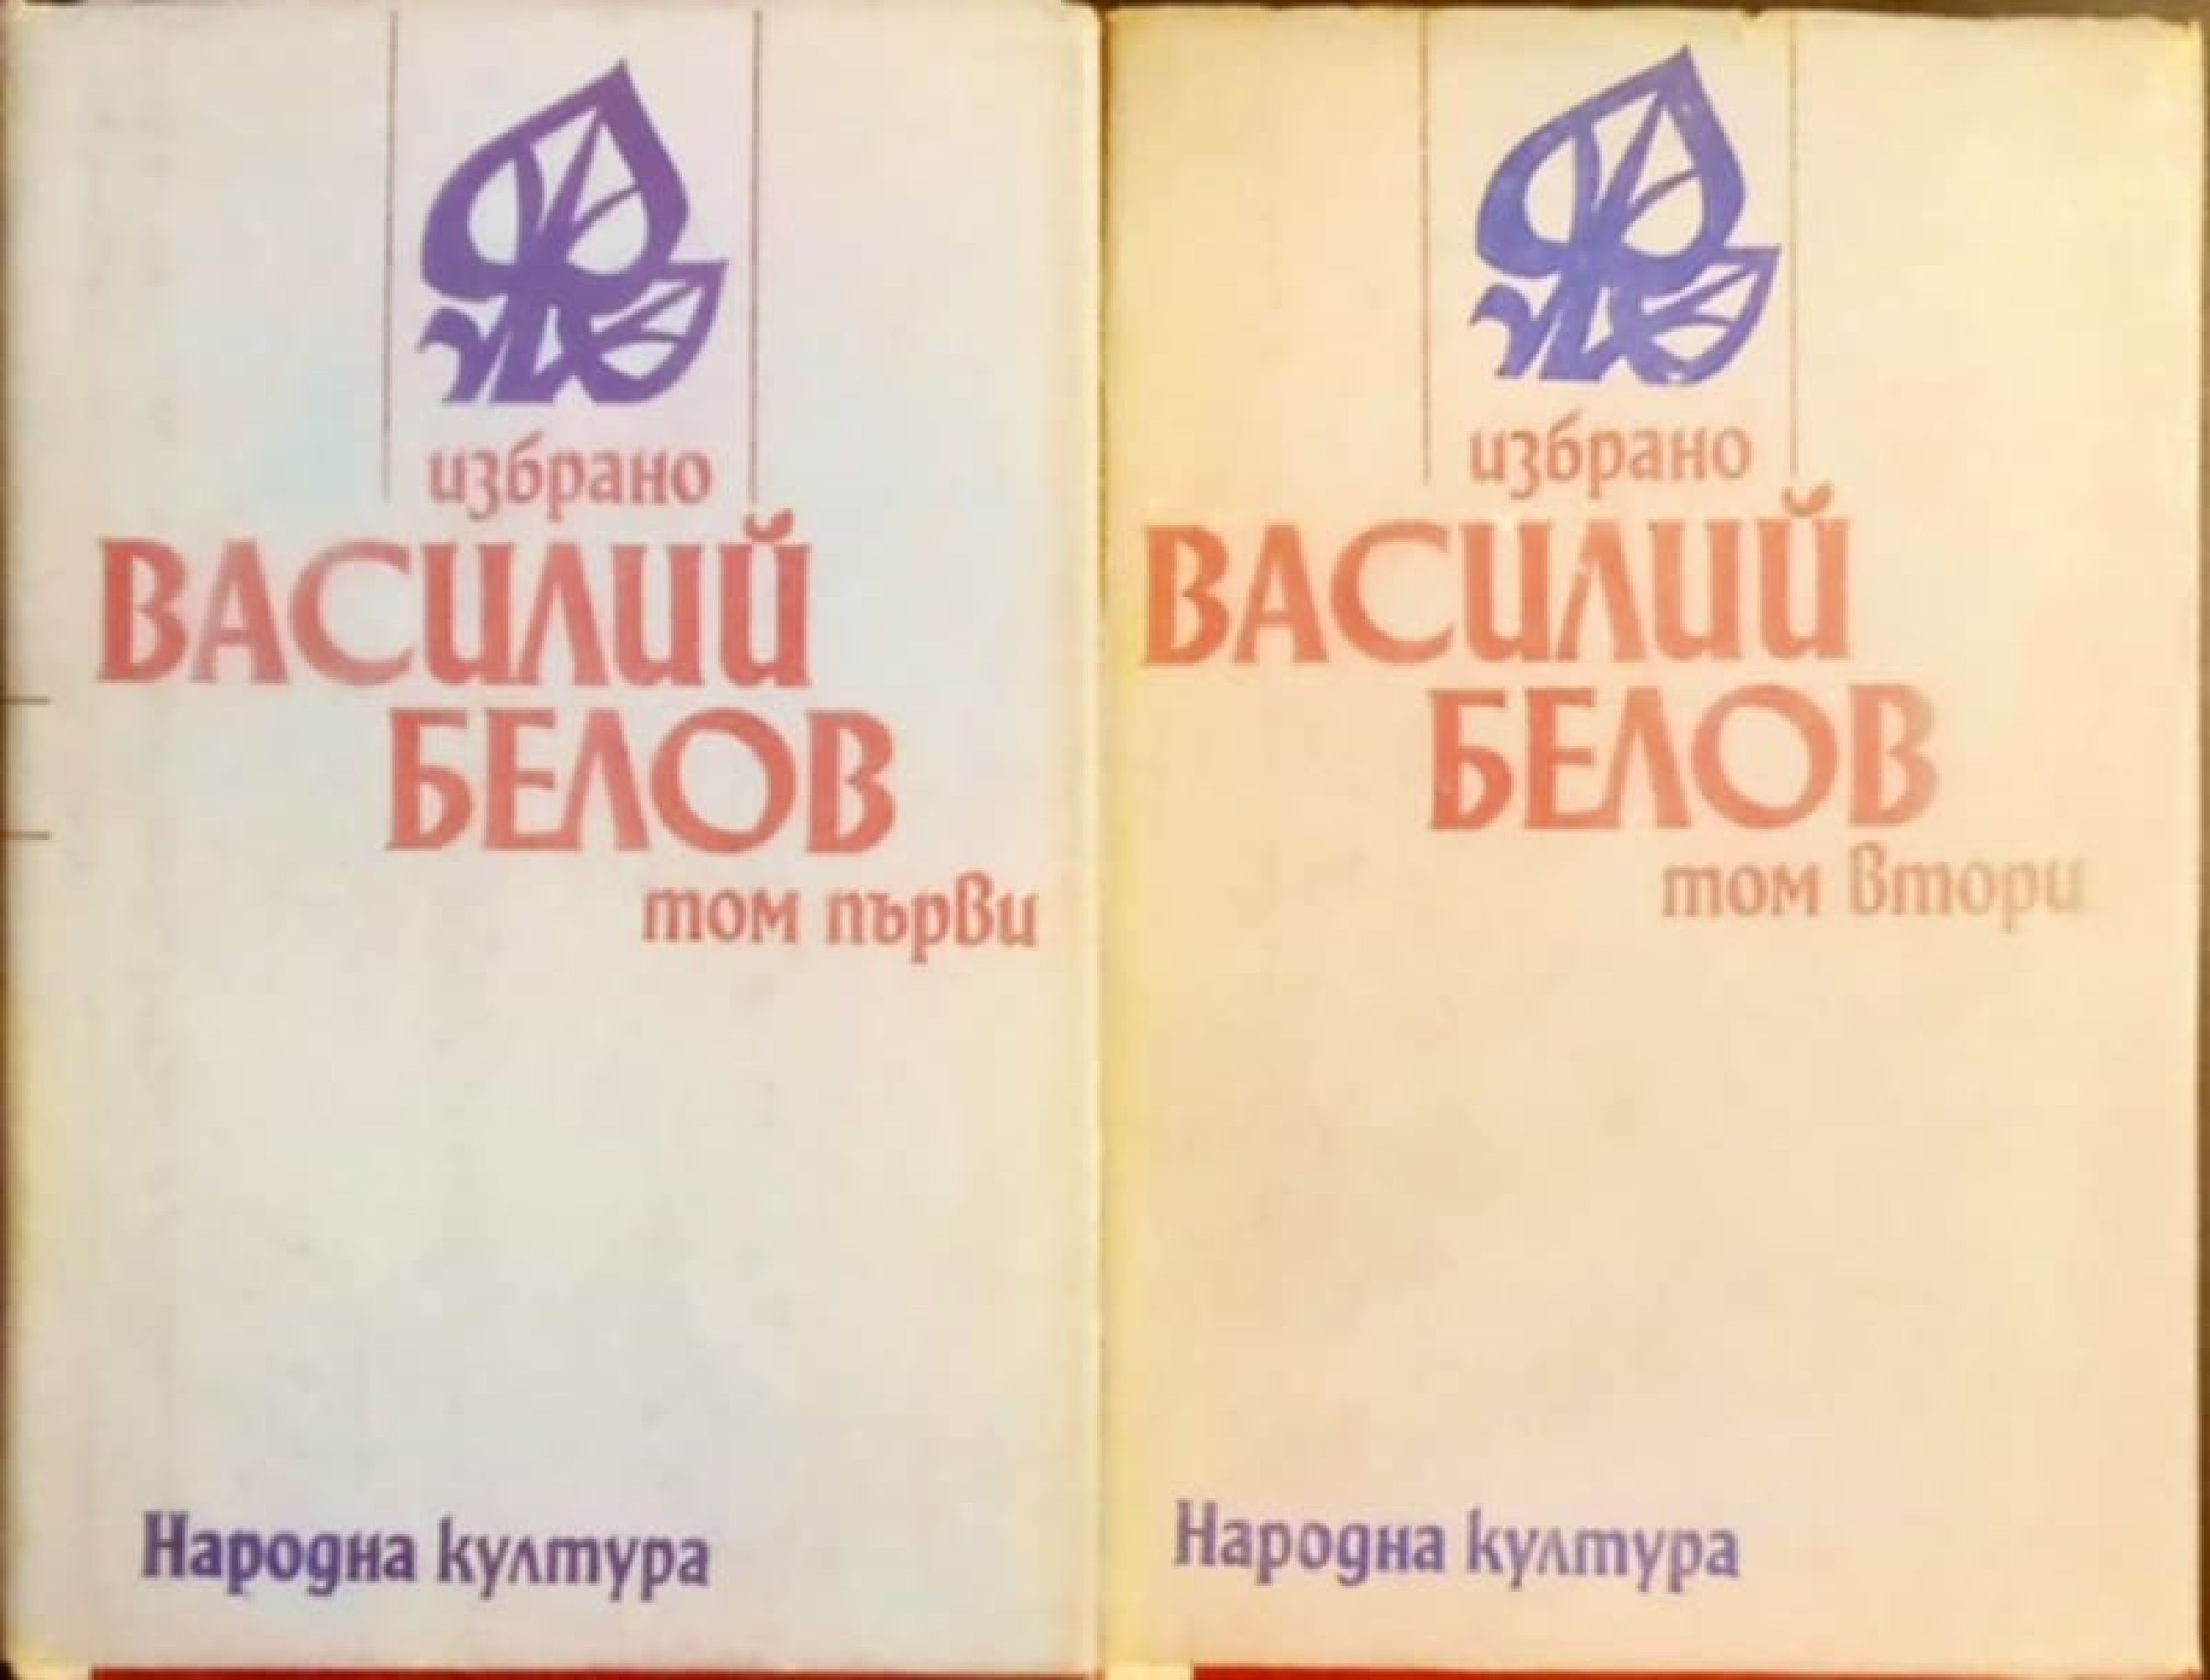 избрано
ВАСИЛИЙ
БЕЛОВ
том първи
Народна култура
избрано
ВАСИЛИЙ
БЕЛОВ
том втори
Народна култура